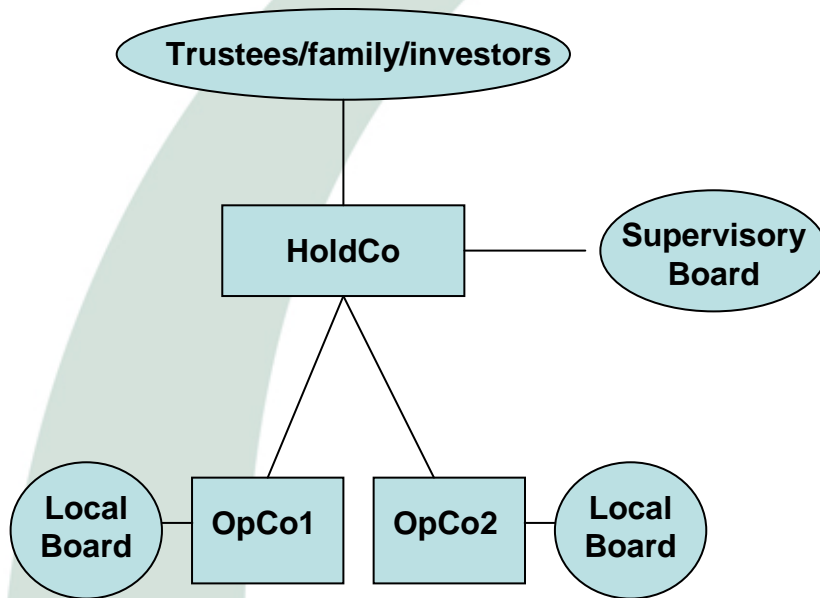 Trustees/family/investors
HoldCo
Supervisory
Board
Local
Board
OpCo1
OpCo2
Local
Board